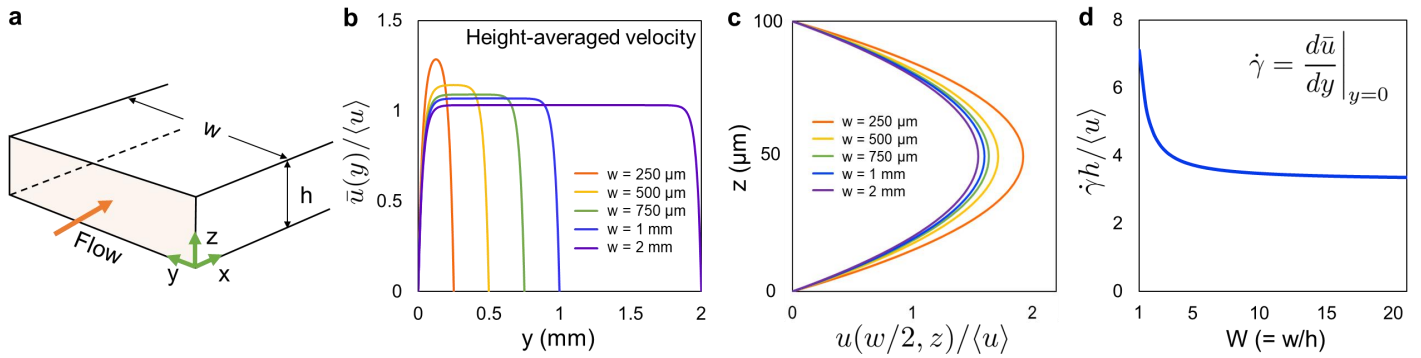 a
w
h
Flow
z
y
x
b
Height-averaged velocity
ū(y)/⟨u⟩
1.5
1
0.5
0
w = 250 µm
w = 500 µm
w = 750 µm
w = 1 mm
w = 2 mm
0 0.5 1 1.5 2
y (mm)
c
z (µm)
100
50
0
w = 250 µm
w = 500 µm
w = 750 µm
w = 1 mm
w = 2 mm
0 1 2
u(w/2, z)/⟨u⟩
d
γ̇ = dū/dy|y=0
γ̇h/⟨u⟩
8
6
4
2
0
1 5 10 15 20
W (= w/h)